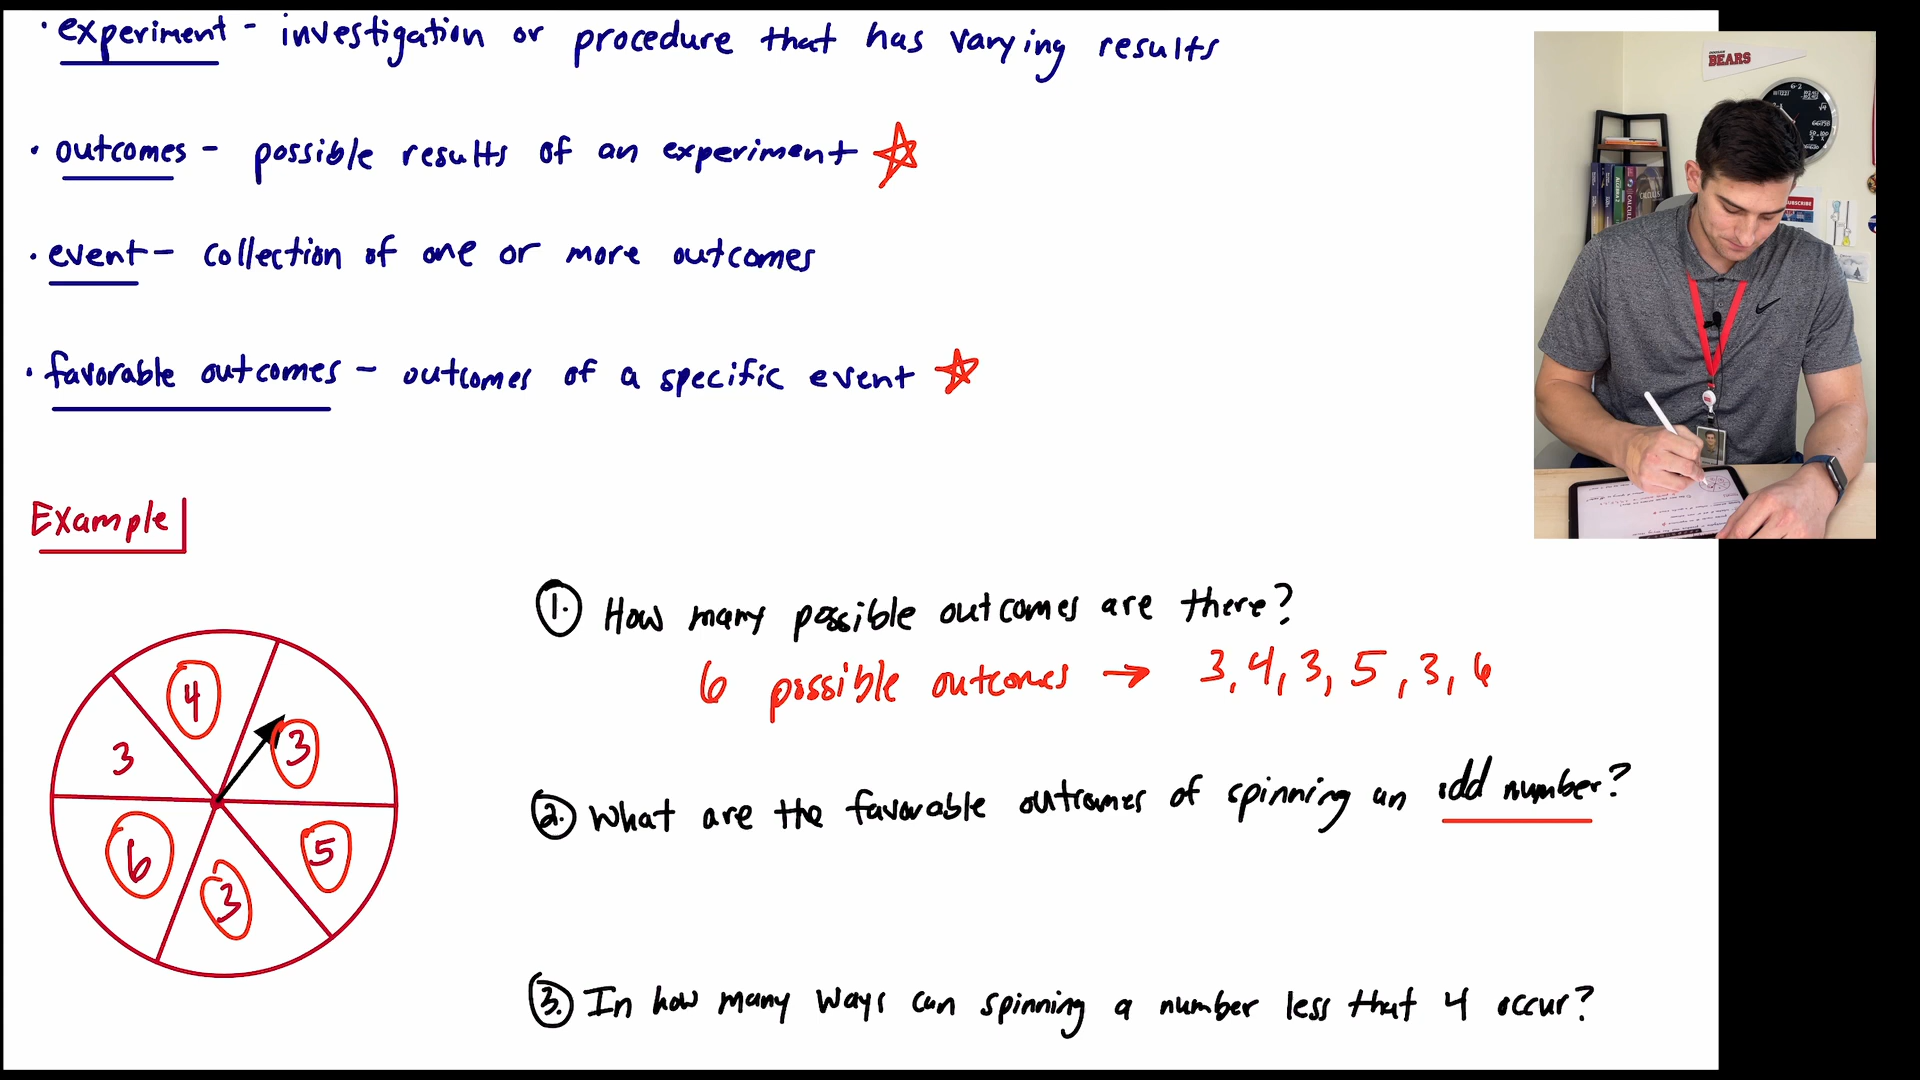 · experiment - investigation or procedure that has varying results
· outcomes - possible results of an experiment
· event - collection of one or more outcomes
· favorable outcomes - outcomes of a specific event
BEARS
SUBSCRIBE
Example
1. How many possible outcomes are there?
6 possible outcomes → 3, 4, 3, 5, 3, 6
4
3
3
6
5
3
2. What are the favorable outcomes of spinning an odd number?
3. In how many ways can spinning a number less that 4 occur?